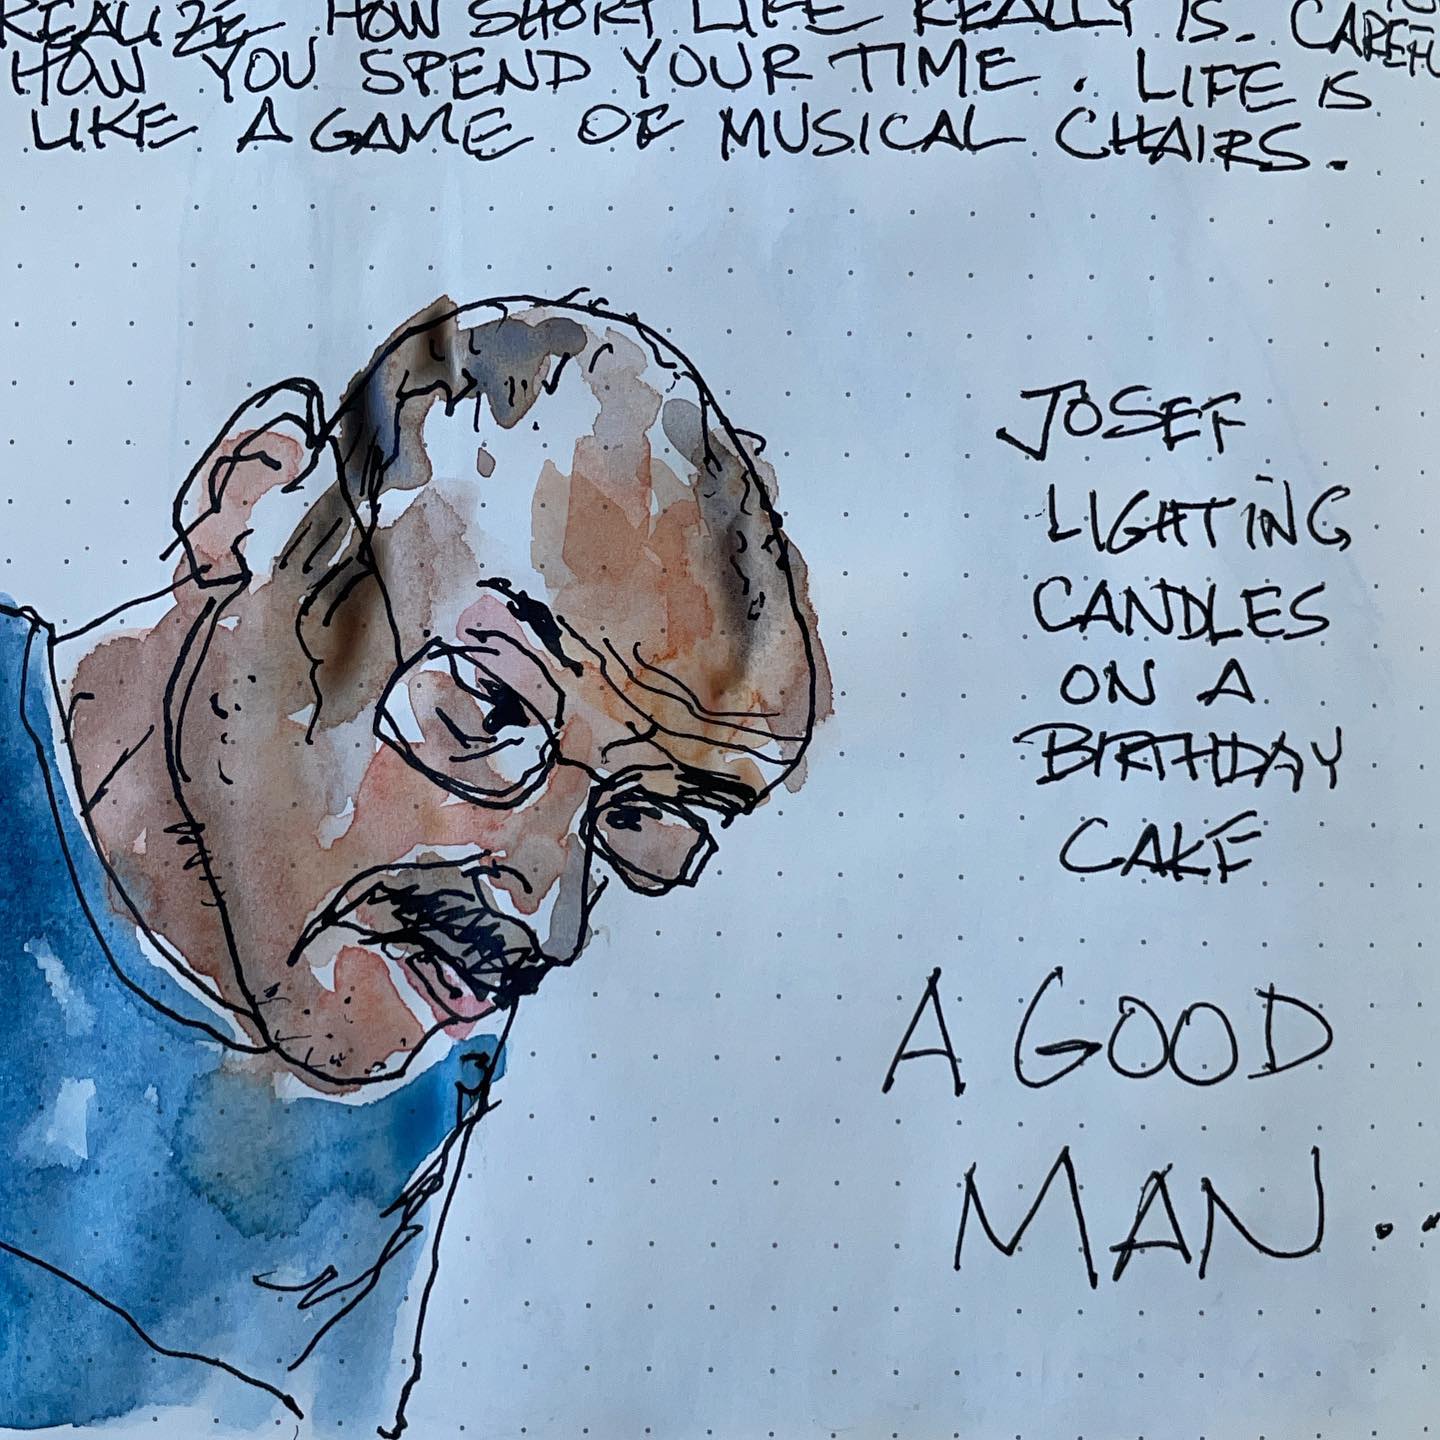 REALIZE HOW SHORT LIFE REALLY IS. CAREFU
HOW YOU SPEND YOUR TIME. LIFE IS
LIKE A GAME OF MUSICAL CHAIRS.
JOSEF
LIGHTING
CANDLES
ON A
BIRTHDAY
CAKE
A GOOD
MAN..